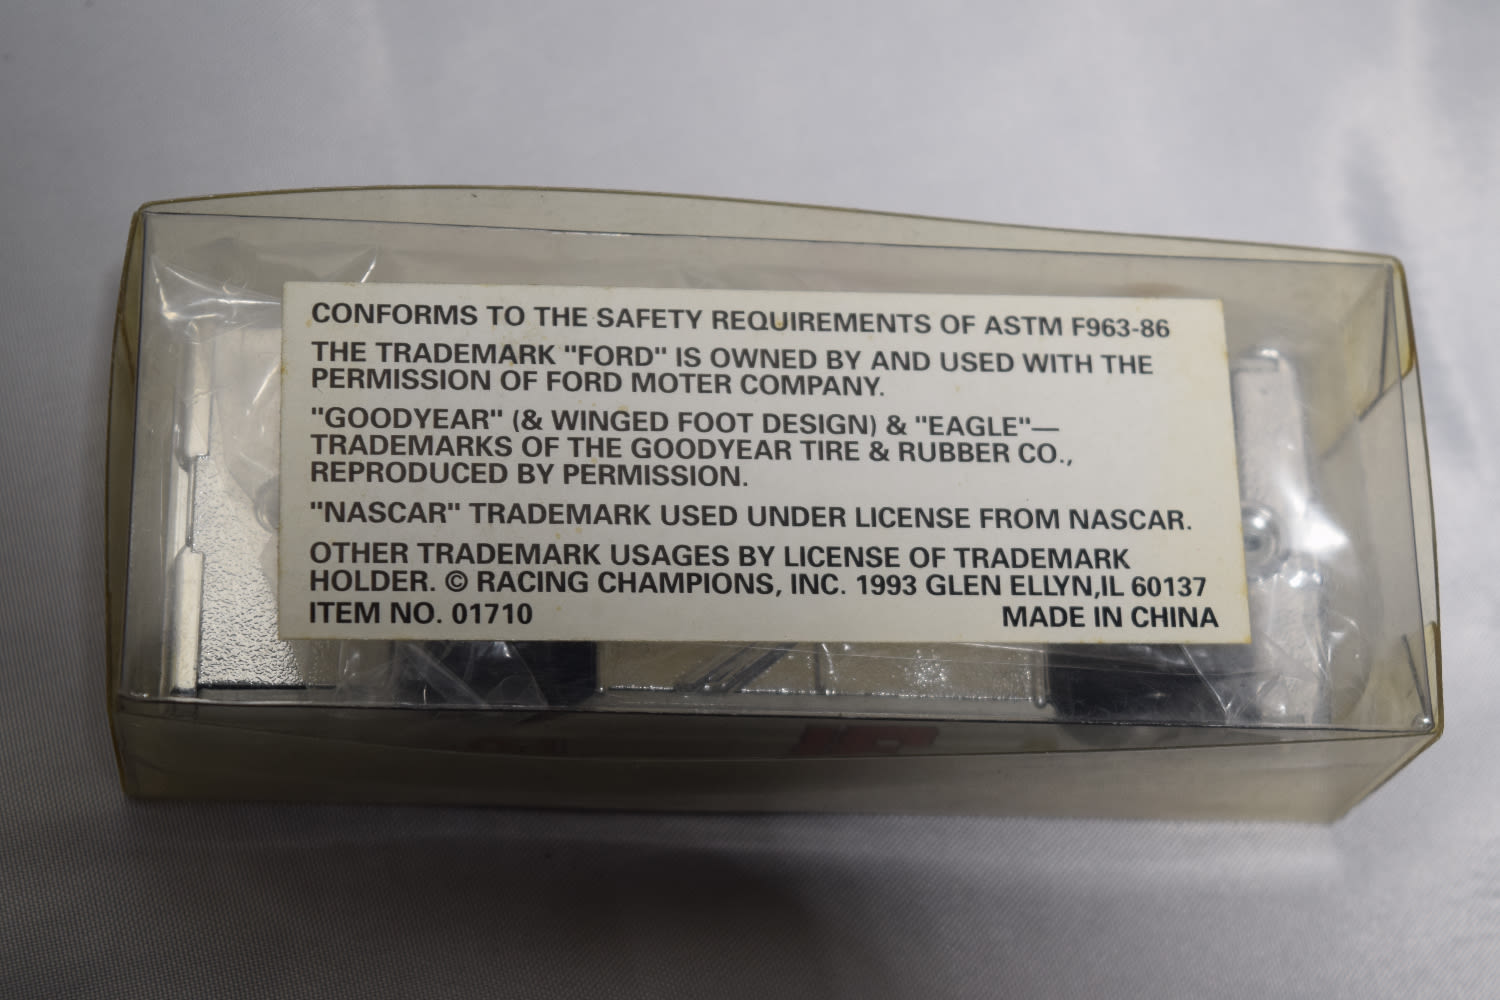 CONFORMS TO THE SAFETY REQUIREMENTS OF ASTM F963-86
THE TRADEMARK "FORD" IS OWNED BY AND USED WITH THE
PERMISSION OF FORD MOTER COMPANY.
"GOODYEAR" (& WINGED FOOT DESIGN) & "EAGLE"—
TRADEMARKS OF THE GOODYEAR TIRE & RUBBER CO.,
REPRODUCED BY PERMISSION.
"NASCAR" TRADEMARK USED UNDER LICENSE FROM NASCAR.
OTHER TRADEMARK USAGES BY LICENSE OF TRADEMARK
HOLDER. © RACING CHAMPIONS, INC. 1993 GLEN ELLYN,IL 60137
ITEM NO. 01710 MADE IN CHINA